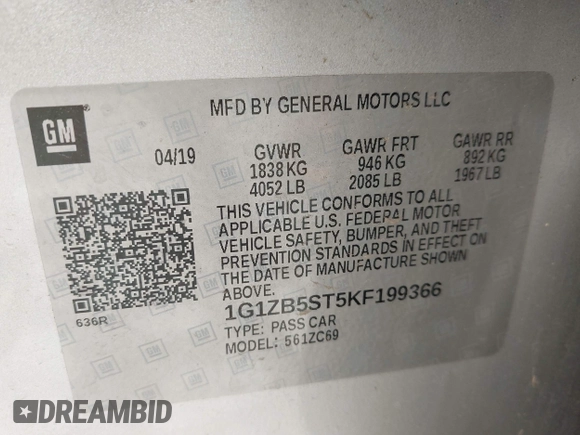 GM
MFD BY GENERAL MOTORS LLC
04/19 GVWR GAWR FRT GAWR RR
1838 KG 946 KG 892 KG
4052 LB 2085 LB 1967 LB
THIS VEHICLE CONFORMS TO ALL
APPLICABLE U.S. FEDERAL MOTOR
VEHICLE SAFETY, BUMPER, AND THEFT
PREVENTION STANDARDS IN EFFECT ON
THE DATE OF MANUFACTURE SHOWN
ABOVE.
636R
1G1ZB5ST5KF199366
TYPE: PASS CAR
MODEL: 561ZC69
DREAMBID